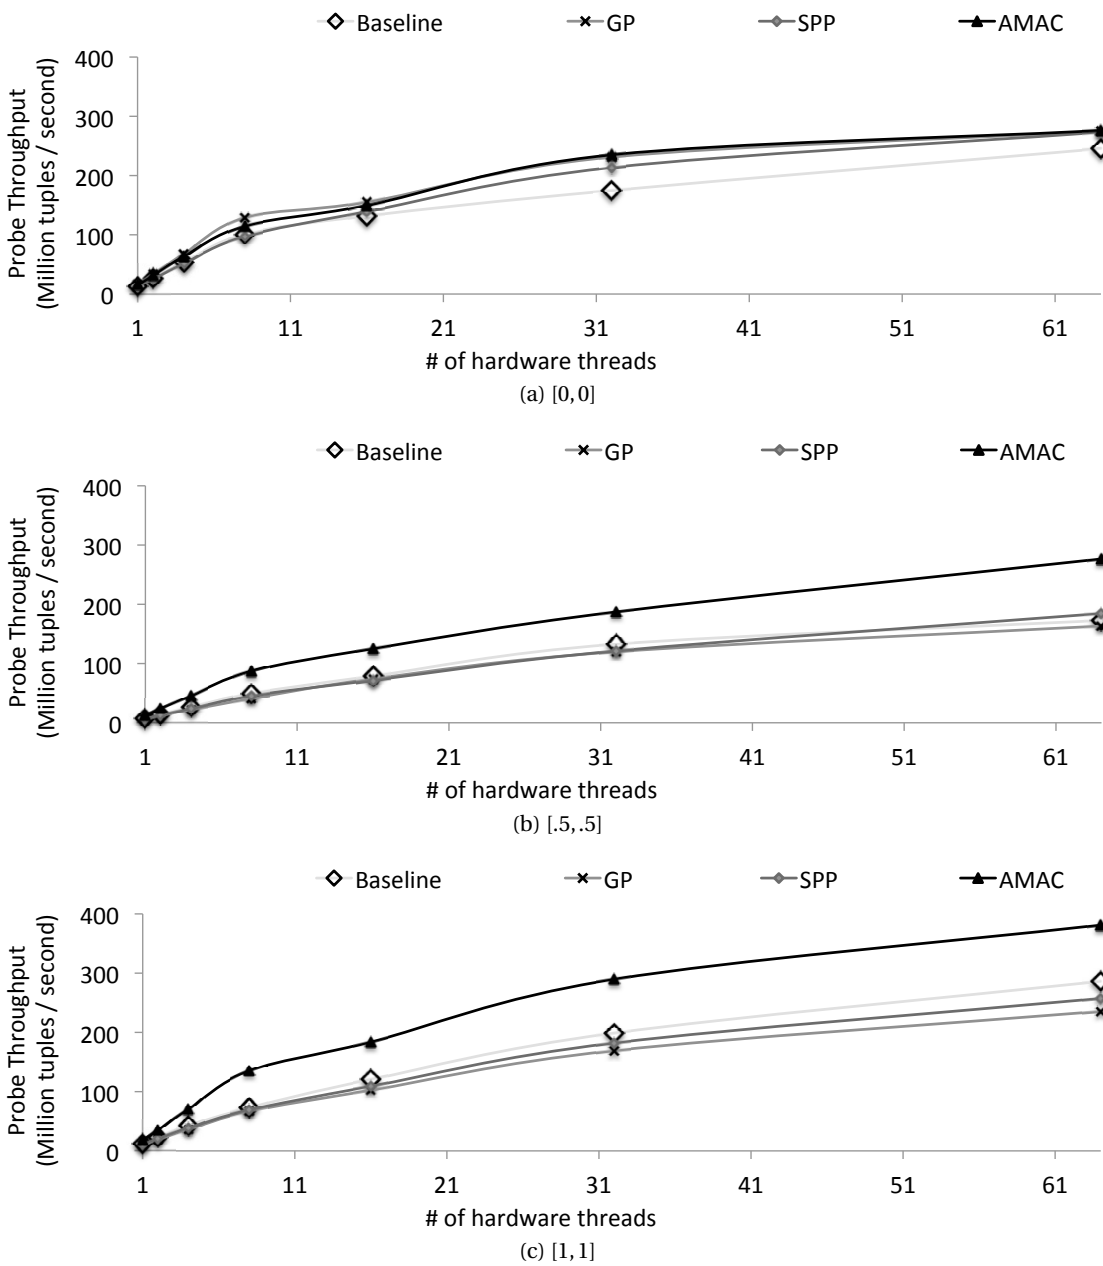 Baseline GP SPP AMAC
Probe Throughput
(Million tuples / second)
400
300
200
100
0
1 11 21 31 41 51 61
# of hardware threads
(a) [0,0]
Baseline GP SPP AMAC
Probe Throughput
(Million tuples / second)
400
300
200
100
0
1 11 21 31 41 51 61
# of hardware threads
(b) [.5,.5]
Baseline GP SPP AMAC
Probe Throughput
(Million tuples / second)
400
300
200
100
0
1 11 21 31 41 51 61
# of hardware threads
(c) [1,1]